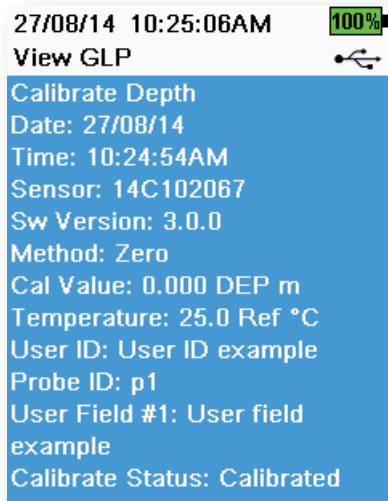 27/08/14 10:25:06AM 100%
View GLP
Calibrate Depth
Date: 27/08/14
Time: 10:24:54AM
Sensor: 14C102067
Sw Version: 3.0.0
Method: Zero
Cal Value: 0.000 DEP m
Temperature: 25.0 Ref °C
User ID: User ID example
Probe ID: p1
User Field #1: User field
example
Calibrate Status: Calibrated